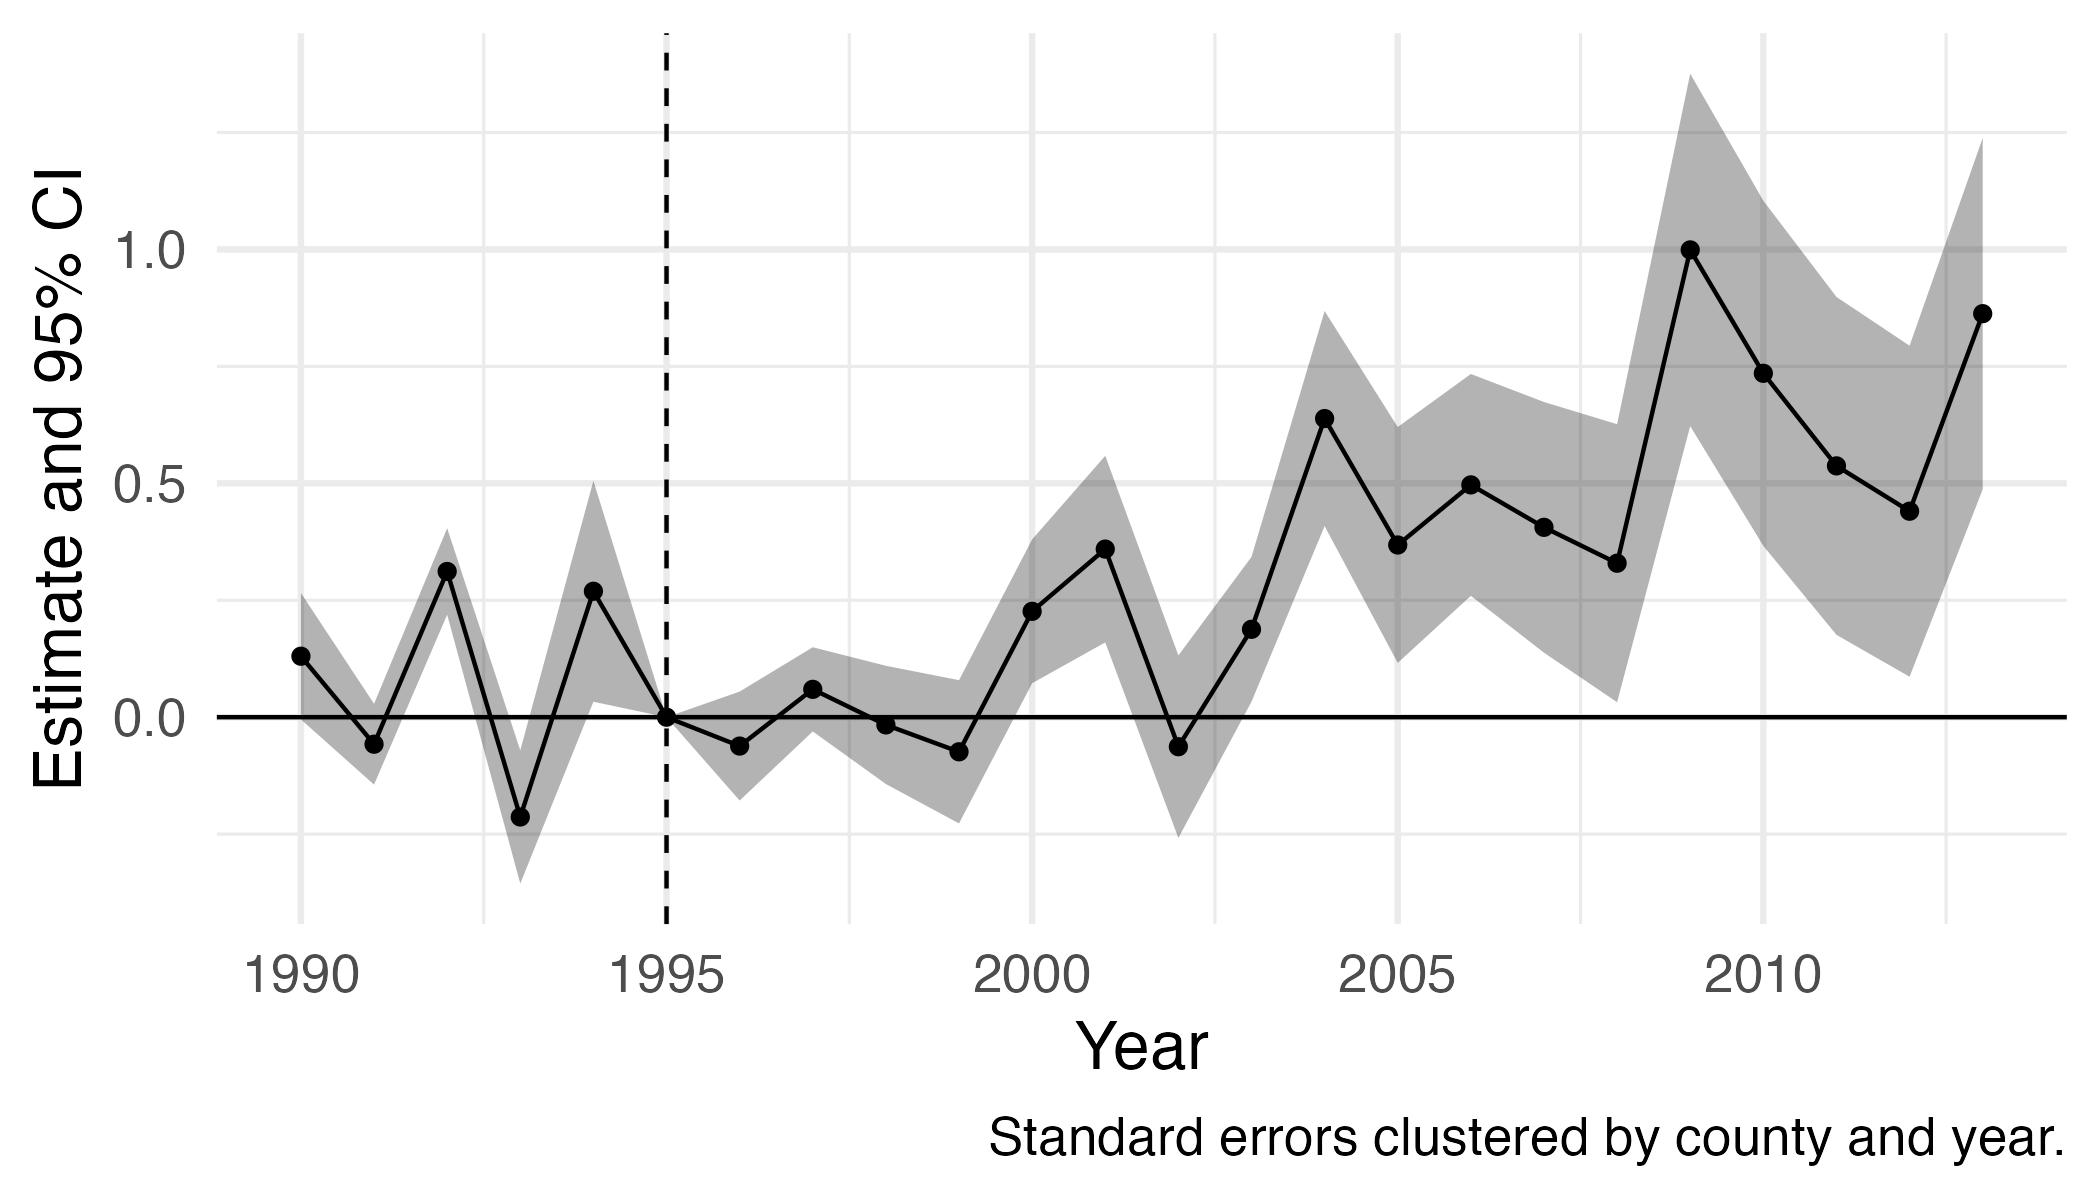 Estimate and 95% CI
1.0
0.5
0.0
1990
1995
2000
2005
2010
Year
Standard errors clustered by county and year.